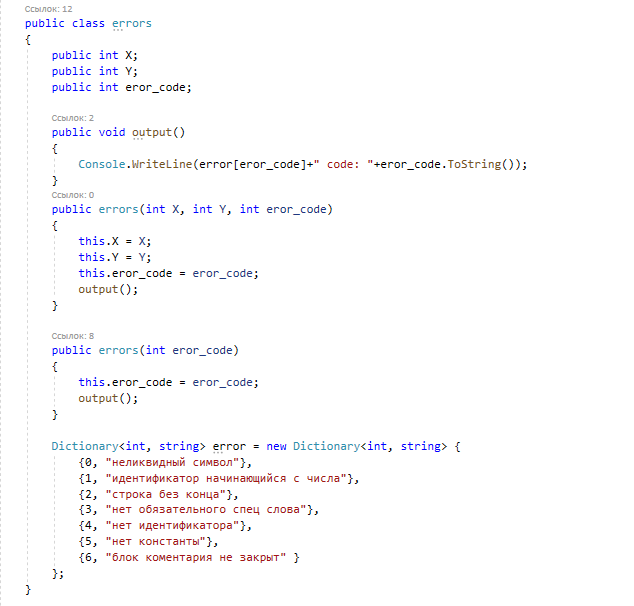 Ссылок: 12
public class errors
{
public int X;
public int Y;
public int eror_code;
Ссылок: 2
public void output()
{
Console.WriteLine(error[eror_code]+" code: "+eror_code.ToString());
}
Ссылок: 0
public errors(int X, int Y, int eror_code)
{
this.X = X;
this.Y = Y;
this.eror_code = eror_code;
output();
}
Ссылок: 8
public errors(int eror_code)
{
this.eror_code = eror_code;
output();
}
Dictionary<int, string> error = new Dictionary<int, string> {
{0, "неликвидный символ"},
{1, "идентификатор начинающийся с числа"},
{2, "строка без конца"},
{3, "нет обязательного спец слова"},
{4, "нет идентификатора"},
{5, "нет константы"},
{6, "блок коментария не закрыт" }
};
}